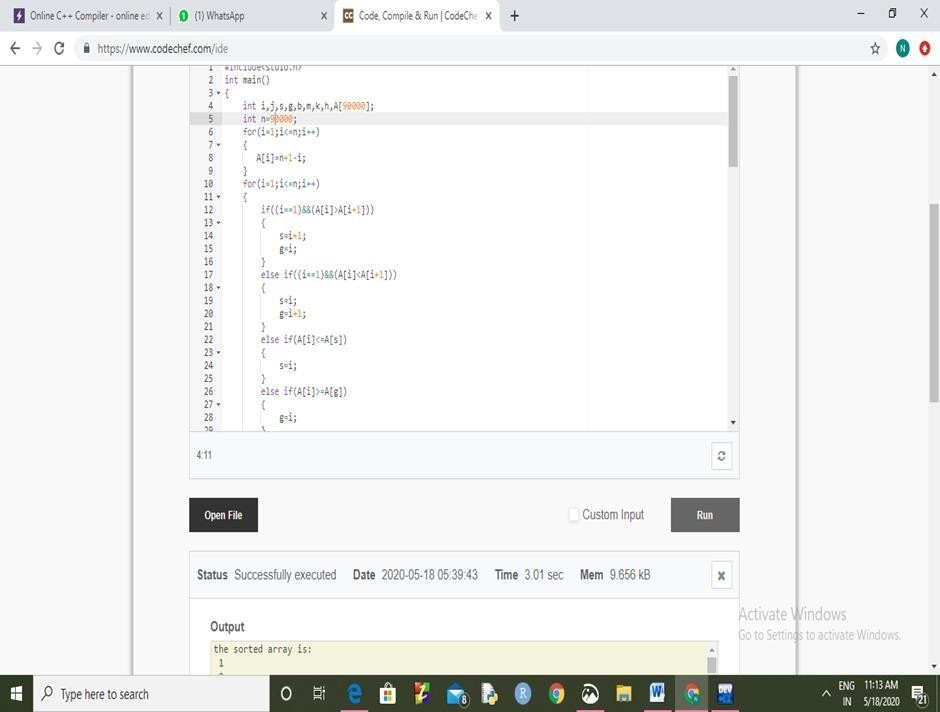 Online C++ Compiler - online ed
(1) WhatsApp
Code, Compile & Run | CodeChe
https://www.codechef.com/ide
N
1 #include<stdio.h>
2 int main()
3 {
4 int i,j,s,g,b,m,k,h,A[90000];
5 int n=90000;
6 for(i=1;i<=n;i++)
7 {
8 A[i]=n+1-i;
9 }
10 for(i=1;i<=n;i++)
11 {
12 if((i==1)&&(A[i]>A[i+1]))
13 {
14 s=i+1;
15 g=i;
16 }
17 else if((i==1)&&(A[i]<A[i+1]))
18 {
19 s=i;
20 g=i+1;
21 }
22 else if(A[i]<=A[s])
23 {
24 s=i;
25 }
26 else if(A[i]>=A[g])
27 {
28 g=i;
29 }
4:11
Open File
Custom Input
Run
Status Successfully executed Date 2020-05-18 05:39:43 Time 3.01 sec Mem 9.656 kB
Output
the sorted array is:
1
Activate Windows
Go to Settings to activate Windows.
Type here to search
ENG 11:13 AM
IN 5/18/2020